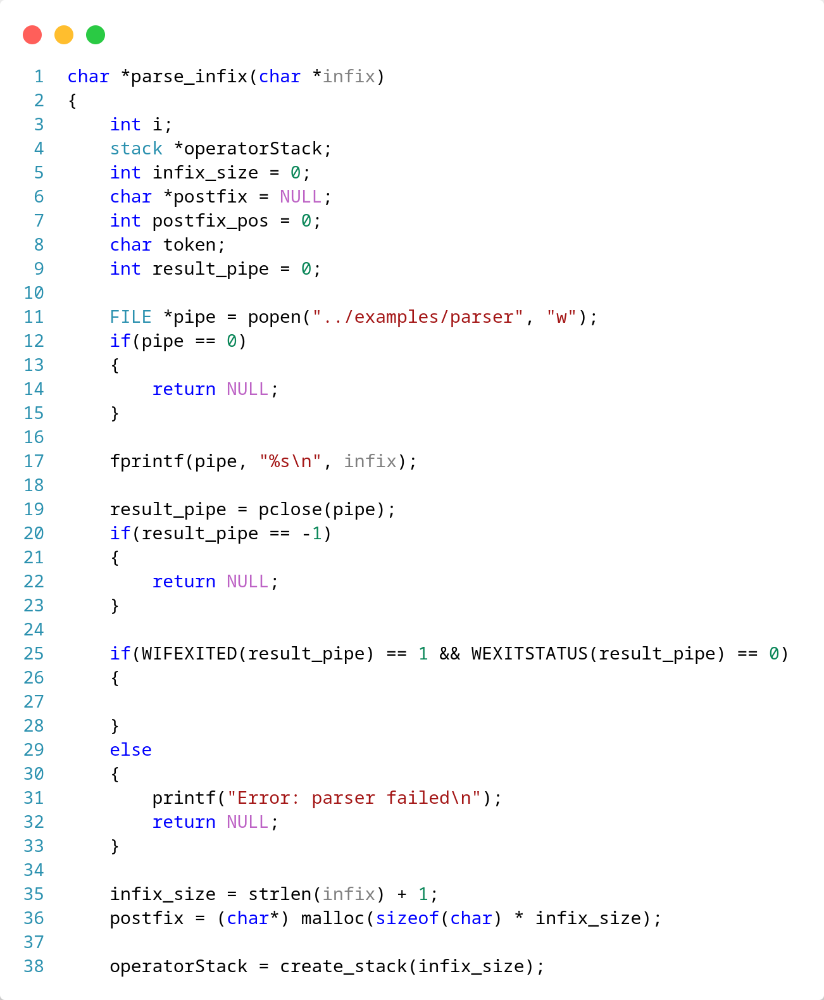 1 char *parse_infix(char *infix)
2 {
3     int i;
4     stack *operatorStack;
5     int infix_size = 0;
6     char *postfix = NULL;
7     int postfix_pos = 0;
8     char token;
9     int result_pipe = 0;
10
11     FILE *pipe = popen("../examples/parser", "w");
12     if(pipe == 0)
13     {
14         return NULL;
15     }
16
17     fprintf(pipe, "%s\n", infix);
18
19     result_pipe = pclose(pipe);
20     if(result_pipe == -1)
21     {
22         return NULL;
23     }
24
25     if(WIFEXITED(result_pipe) == 1 && WEXITSTATUS(result_pipe) == 0)
26     {
27
28     }
29     else
30     {
31         printf("Error: parser failed\n");
32         return NULL;
33     }
34
35     infix_size = strlen(infix) + 1;
36     postfix = (char*) malloc(sizeof(char) * infix_size);
37
38     operatorStack = create_stack(infix_size);